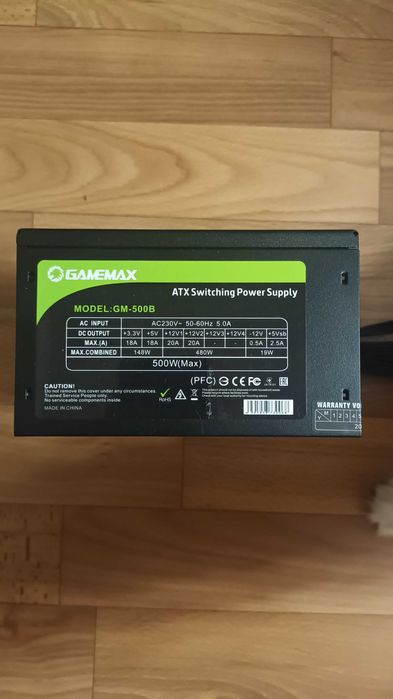 GAMEMAX
ATX Switching Power Supply
MODEL:GM-500B
AC INPUT AC230V~ 50-60Hz 5.0A
DC OUTPUT +3.3V +5V +12V1 +12V2 +12V3 +12V4 -12V +5Vsb
MAX.(A) 18A 18A 20A 20A - - 0.5A 2.5A
MAX.COMBINED 148W 480W 19W
500W(Max)
(PFC)
CAUTION!
Do not remove this cover under any circumstances.
Trained Service People only.
No serviceable components inside.
MADE IN CHINA
RoHS
WARRANTY VO
M 1 2 3 4 5
Y
20